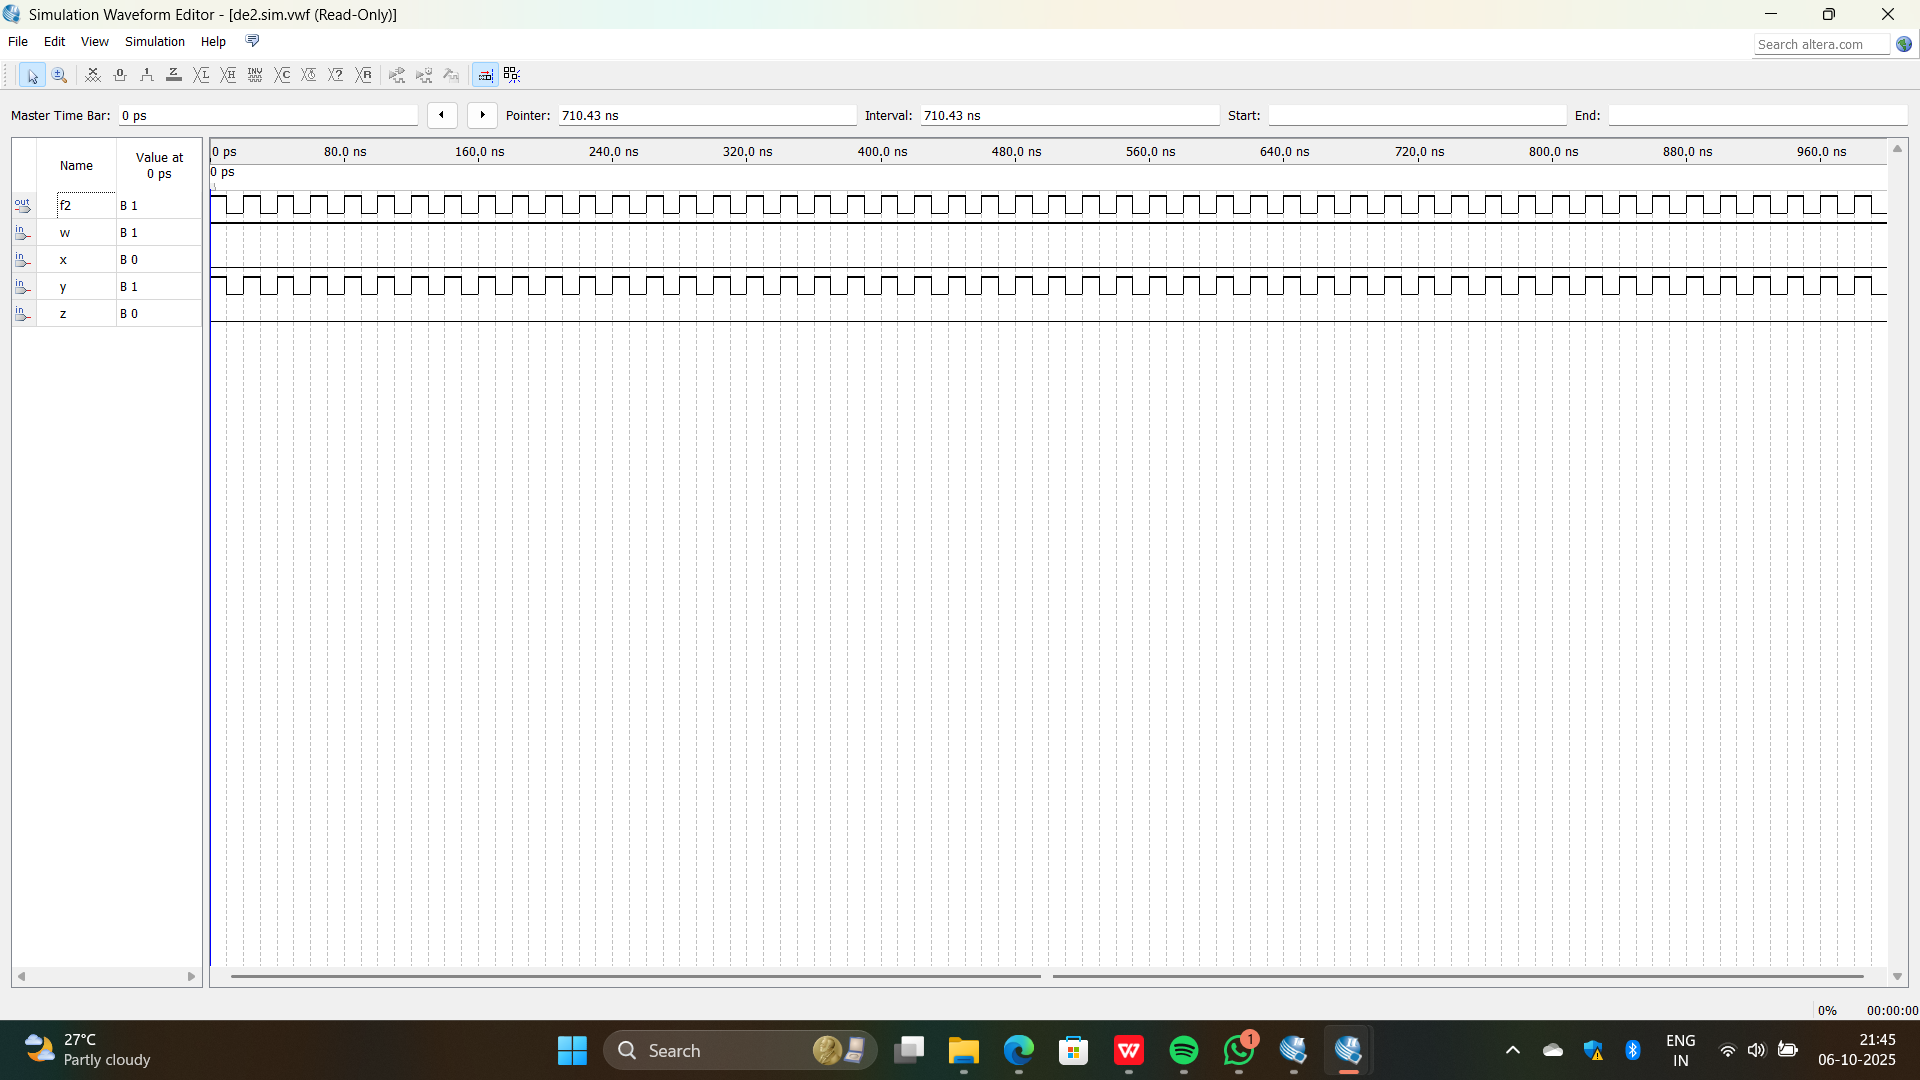 Simulation Waveform Editor - [de2.sim.vwf (Read-Only)]
File Edit View Simulation Help
Search altera.com
Master Time Bar: 0 ps Pointer: 710.43 ns Interval: 710.43 ns Start: End:
Name Value at 0 ps
0 ps 80.0 ns 160.0 ns 240.0 ns 320.0 ns 400.0 ns 480.0 ns 560.0 ns 640.0 ns 720.0 ns 800.0 ns 880.0 ns 960.0 ns
0 ps
out f2 B 1
in w B 1
in x B 0
in y B 1
in z B 0
0% 00:00:00
27°C
Partly cloudy
Search
1
ENG
IN
21:45
06-10-2025